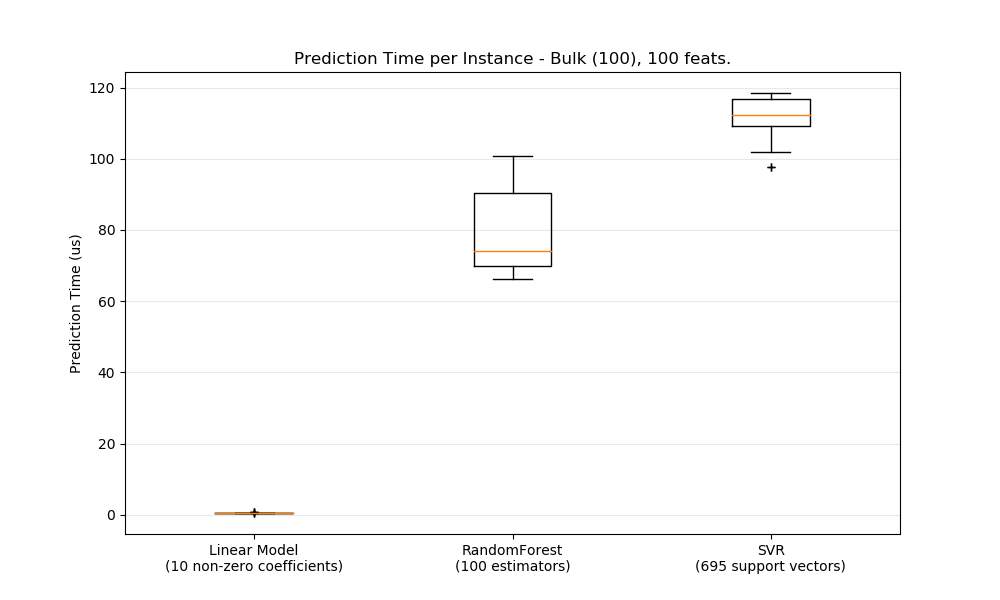 Prediction Time per Instance - Bulk (100), 100 feats.
Prediction Time (us)
120
100
80
60
40
20
0
Linear Model
(10 non-zero coefficients)
RandomForest
(100 estimators)
SVR
(695 support vectors)